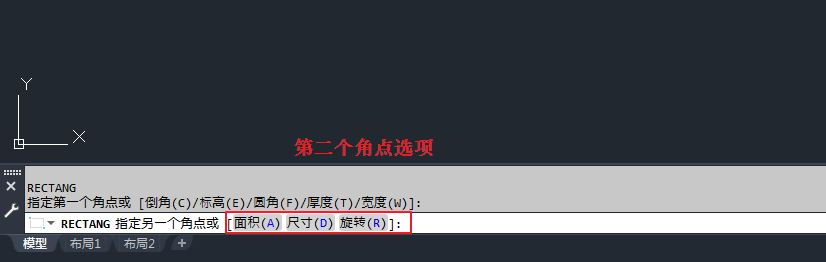 Y
X
第二个角点选项
RECTANG
指定第一个角点或 [倒角(C)/标高(E)/圆角(F)/厚度(T)/宽度(W)]:
RECTANG 指定另一个角点或 [面积(A) 尺寸(D) 旋转(R)]:
模型 布局1 布局2 +